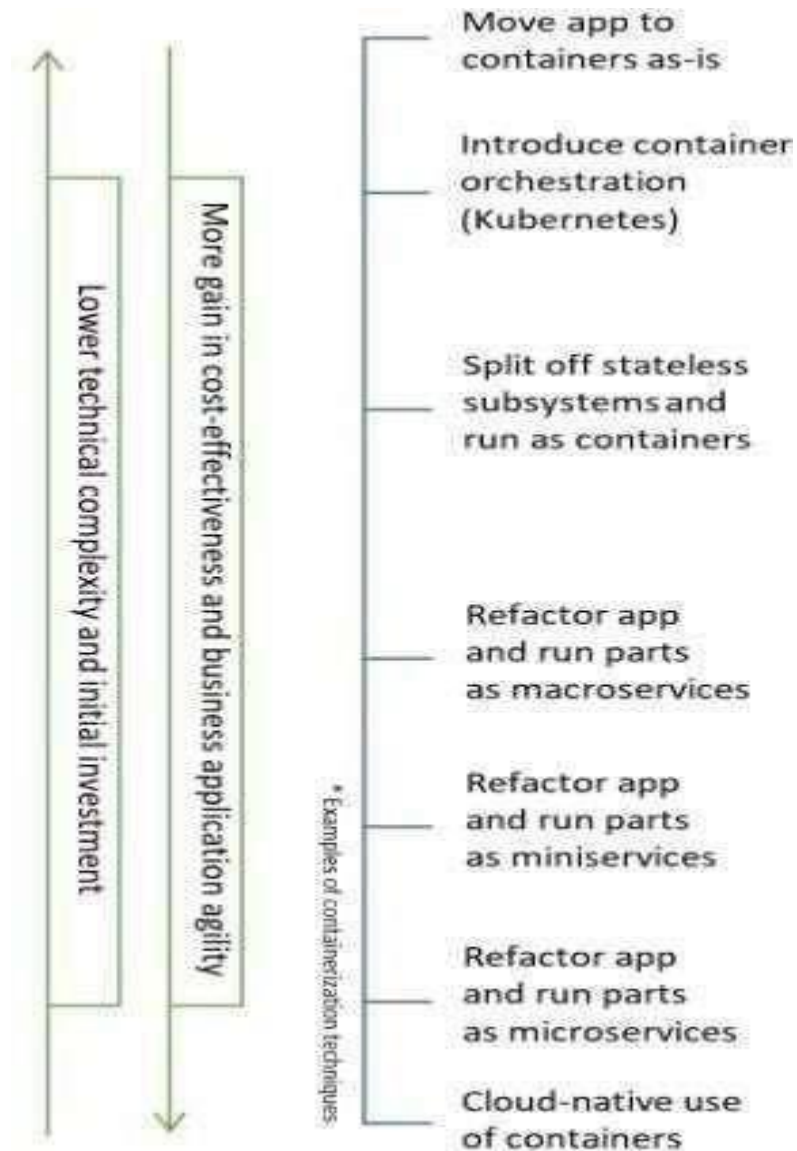 Lower technical complexity and initial investment
More gain in cost-effectiveness and business application agility
* Examples of containerization techniques
Move app to
containers as-is
Introduce container
orchestration
(Kubernetes)
Split off stateless
subsystems and
run as containers
Refactor app
and run parts
as macroservices
Refactor app
and run parts
as miniservices
Refactor app
and run parts
as microservices
Cloud-native use
of containers